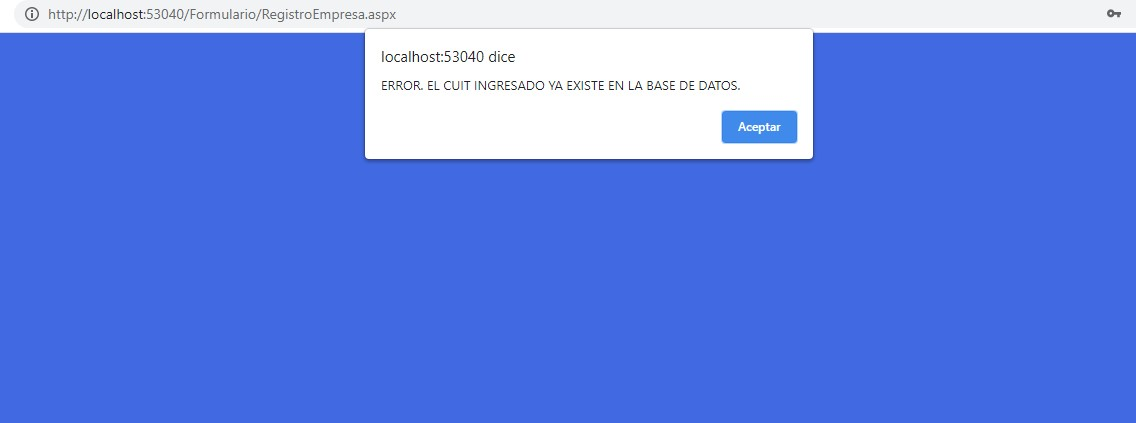 http://localhost:53040/Formulario/RegistroEmpresa.aspx
localhost:53040 dice
ERROR. EL CUIT INGRESADO YA EXISTE EN LA BASE DE DATOS.
Aceptar